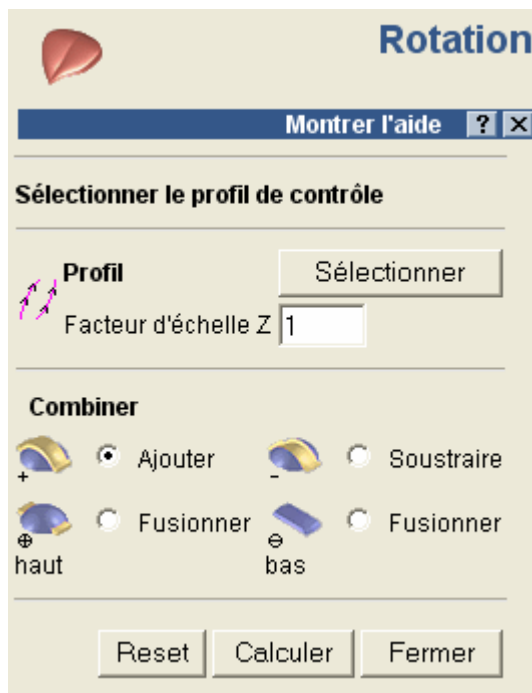 Rotation
Montrer l'aide ? X
Sélectionner le profil de contrôle
Profil Sélectionner
Facteur d'échelle Z 1
Combiner
+ Ajouter - Soustraire
⊕ Fusionner ⊖ Fusionner
haut bas
Reset Calculer Fermer